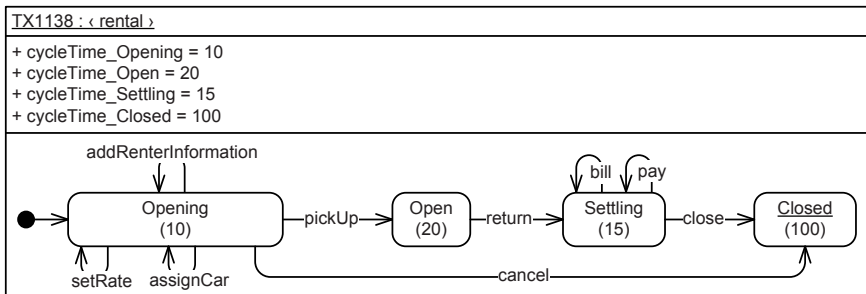 TX1138 : ‹ rental ›
+ cycleTime_Opening = 10
+ cycleTime_Open = 20
+ cycleTime_Settling = 15
+ cycleTime_Closed = 100
addRenterInformation
bill pay
Opening
(10)
pickUp
Open
(20)
return
Settling
(15)
close
Closed
(100)
setRate assignCar cancel